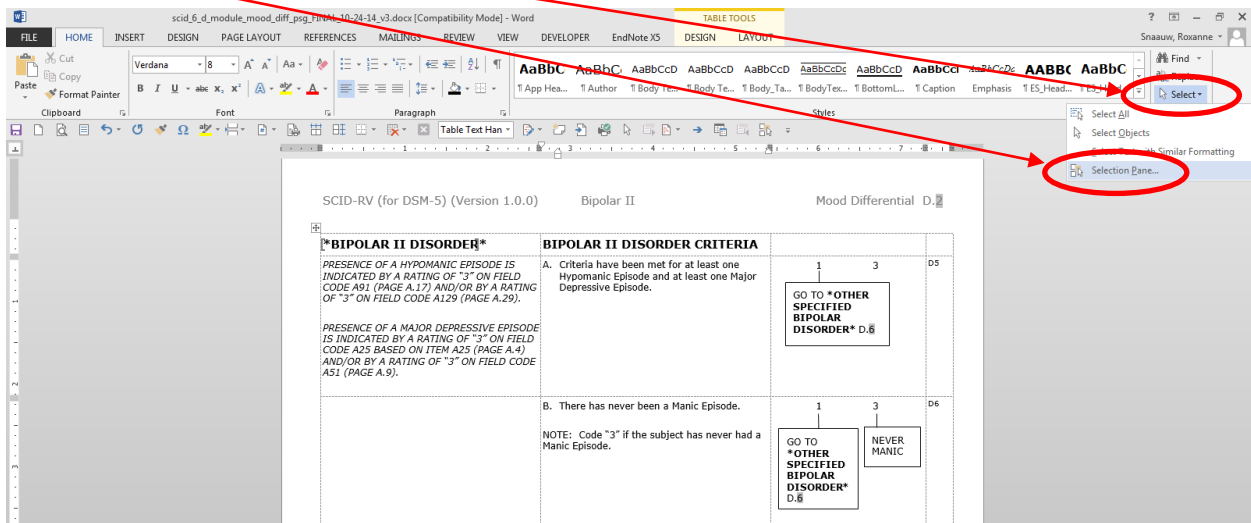 scid_6_d_module_mood_diff_psg_FINAL_10-24-14_v3.docx [Compatibility Mode] - Word
TABLE TOOLS
FILE HOME INSERT DESIGN PAGE LAYOUT REFERENCES MAILINGS REVIEW VIEW DEVELOPER EndNote X5 DESIGN LAYOUT
Snaauw, Roxanne
Paste
Cut
Copy
Format Painter
Verdana 8
AaBbC AaBbC AaBbCcD AaBbCcD AaBbCcD AaBbCcDc AaBbCcD AaBbCcI AaBbCcDc AABB( AaBbC
¶ App Hea... ¶ Author ¶ Body Te... ¶ Body Te... ¶ Body_Ta... ¶ BodyTex... ¶ BottomL... ¶ Caption Emphasis ¶ ES_Head... ¶ ES_Head...
Find
Replace
Select
Clipboard Font Paragraph Styles
Table Text Han
Select All
Select Objects
Select Text with Similar Formatting
Selection Pane...
SCID-RV (for DSM-5) (Version 1.0.0) Bipolar II Mood Differential D.2
*BIPOLAR II DISORDER* BIPOLAR II DISORDER CRITERIA
PRESENCE OF A HYPOMANIC EPISODE IS
INDICATED BY A RATING OF "3" ON FIELD
CODE A91 (PAGE A.17) AND/OR BY A RATING
OF "3" ON FIELD CODE A129 (PAGE A.29).
PRESENCE OF A MAJOR DEPRESSIVE EPISODE
IS INDICATED BY A RATING OF "3" ON FIELD
CODE A25 BASED ON ITEM A25 (PAGE A.4)
AND/OR BY A RATING OF "3" ON FIELD CODE
A51 (PAGE A.9).
A. Criteria have been met for at least one
Hypomanic Episode and at least one Major
Depressive Episode.
1 3
D5
GO TO *OTHER
SPECIFIED
BIPOLAR
DISORDER* D.6
B. There has never been a Manic Episode.
NOTE: Code "3" if the subject has never had a
Manic Episode.
1 3
D6
GO TO
*OTHER
SPECIFIED
BIPOLAR
DISORDER*
D.6
NEVER
MANIC